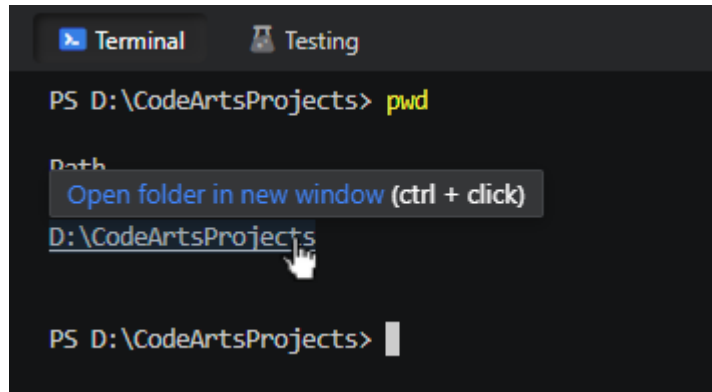 Terminal Testing
PS D:\CodeArtsProjects> pwd
Path
Open folder in new window (ctrl + click)
D:\CodeArtsProjects
PS D:\CodeArtsProjects>